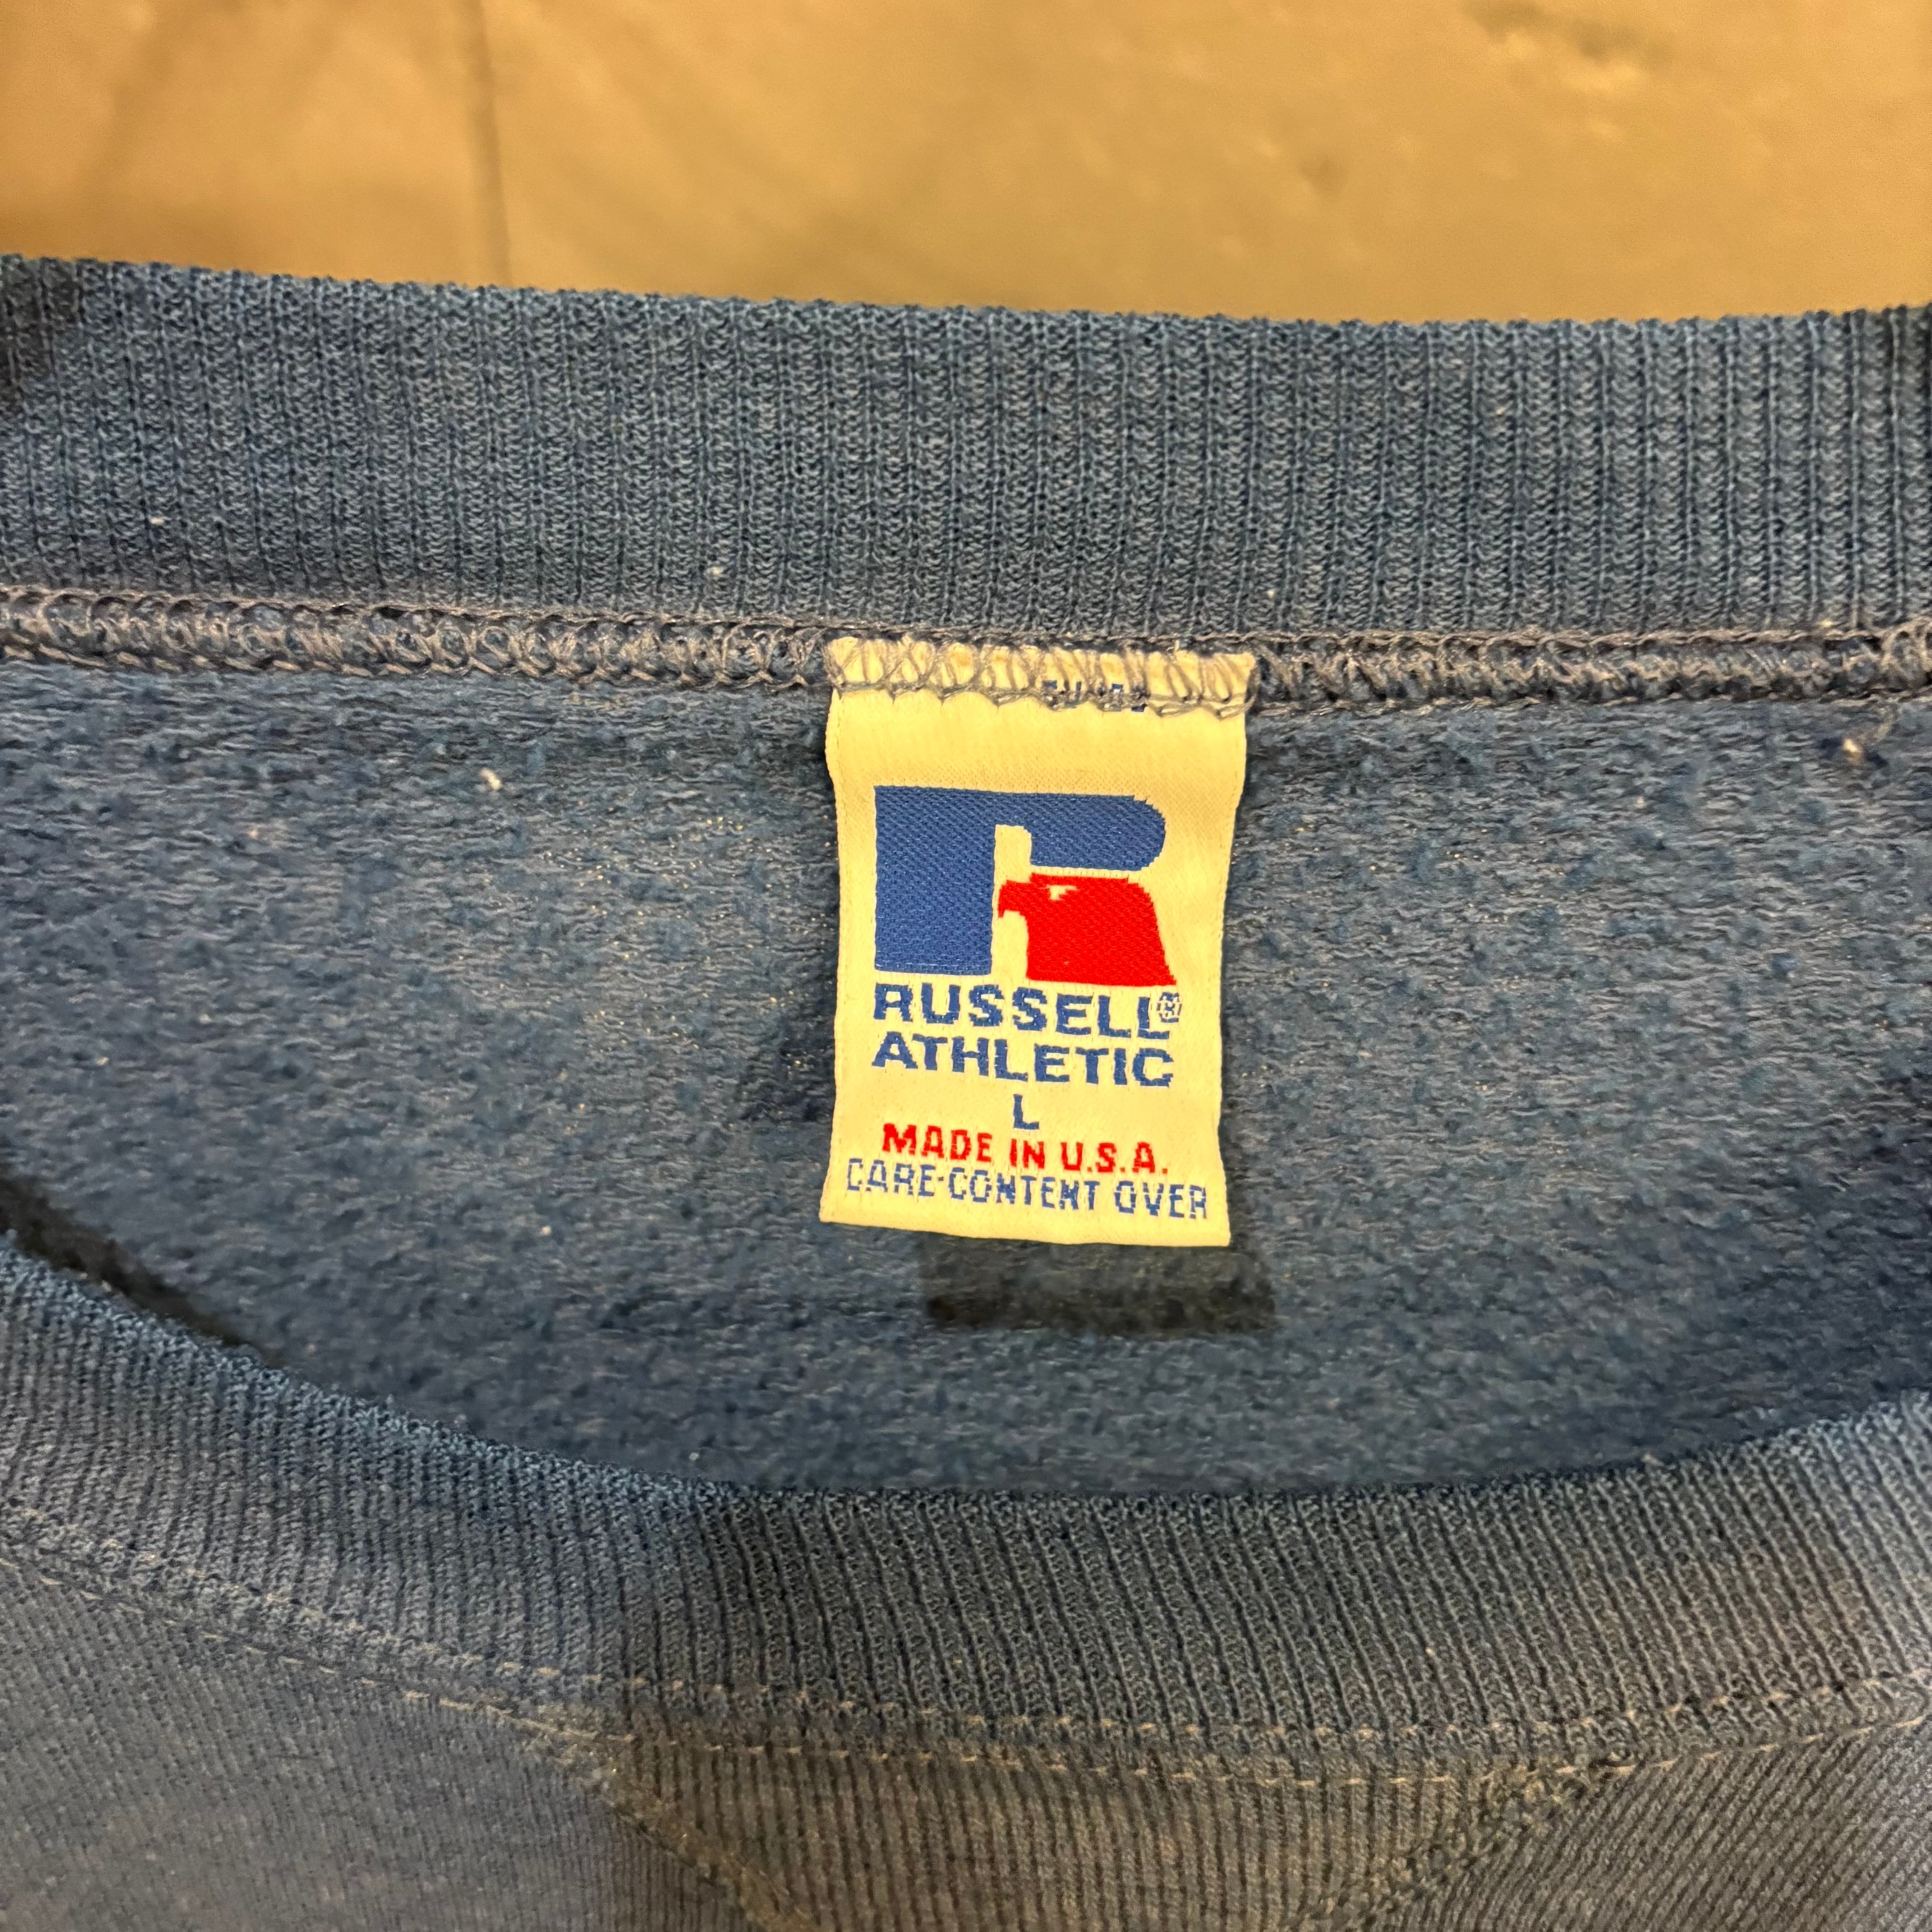 RUSSELL®
ATHLETIC
L
MADE IN U.S.A.
CARE-CONTENT OVER